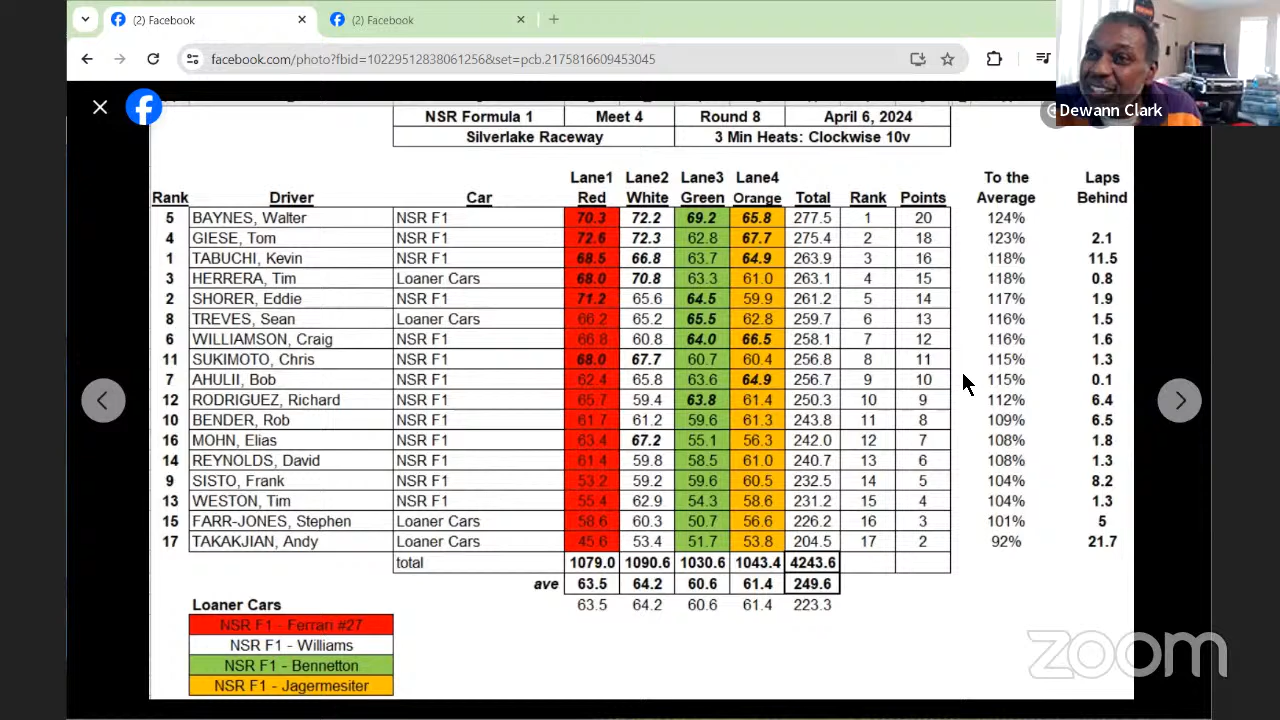 (2) Facebook
(2) Facebook
facebook.com/photo?fbid=10229512838061256&set=pcb.2175816609453045
Dewann Clark
NSR Formula 1 Meet 4 Round 8 April 6, 2024
Silverlake Raceway 3 Min Heats: Clockwise 10v
Lane1 Lane2 Lane3 Lane4 To the Laps
Rank Driver Car Red White Green Orange Total Rank Points Average Behind
5 BAYNES, Walter NSR F1 70.3 72.2 69.2 65.8 277.5 1 20 124%
4 GIESE, Tom NSR F1 72.6 72.3 62.8 67.7 275.4 2 18 123% 2.1
1 TABUCHI, Kevin NSR F1 68.5 66.8 63.7 64.9 263.9 3 16 118% 11.5
3 HERRERA, Tim Loaner Cars 68.0 70.8 63.3 61.0 263.1 4 15 118% 0.8
2 SHORER, Eddie NSR F1 71.2 65.6 64.5 59.9 261.2 5 14 117% 1.9
8 TREVES, Sean Loaner Cars 66.2 65.2 65.5 62.8 259.7 6 13 116% 1.5
6 WILLIAMSON, Craig NSR F1 66.8 60.8 64.0 66.5 258.1 7 12 116% 1.6
11 SUKIMOTO, Chris NSR F1 68.0 67.7 60.7 60.4 256.8 8 11 115% 1.3
7 AHULII, Bob NSR F1 62.4 65.8 63.6 64.9 256.7 9 10 115% 0.1
12 RODRIGUEZ, Richard NSR F1 65.7 59.4 63.8 61.4 250.3 10 9 112% 6.4
10 BENDER, Rob NSR F1 61.7 61.2 59.6 61.3 243.8 11 8 109% 6.5
16 MOHN, Elias NSR F1 63.4 67.2 55.1 56.3 242.0 12 7 108% 1.8
14 REYNOLDS, David NSR F1 61.4 59.8 58.5 61.0 240.7 13 6 108% 1.3
9 SISTO, Frank NSR F1 53.2 59.2 59.6 60.5 232.5 14 5 104% 8.2
13 WESTON, Tim NSR F1 55.4 62.9 54.3 58.6 231.2 15 4 104% 1.3
15 FARR-JONES, Stephen Loaner Cars 58.6 60.3 50.7 56.6 226.2 16 3 101% 5
17 TAKAKJIAN, Andy Loaner Cars 45.6 53.4 51.7 53.8 204.5 17 2 92% 21.7
total 1079.0 1090.6 1030.6 1043.4 4243.6
ave 63.5 64.2 60.6 61.4 249.6
Loaner Cars 63.5 64.2 60.6 61.4 223.3
NSR F1 - Ferrari #27
NSR F1 - Williams
NSR F1 - Bennetton
NSR F1 - Jagermesiter
zoom